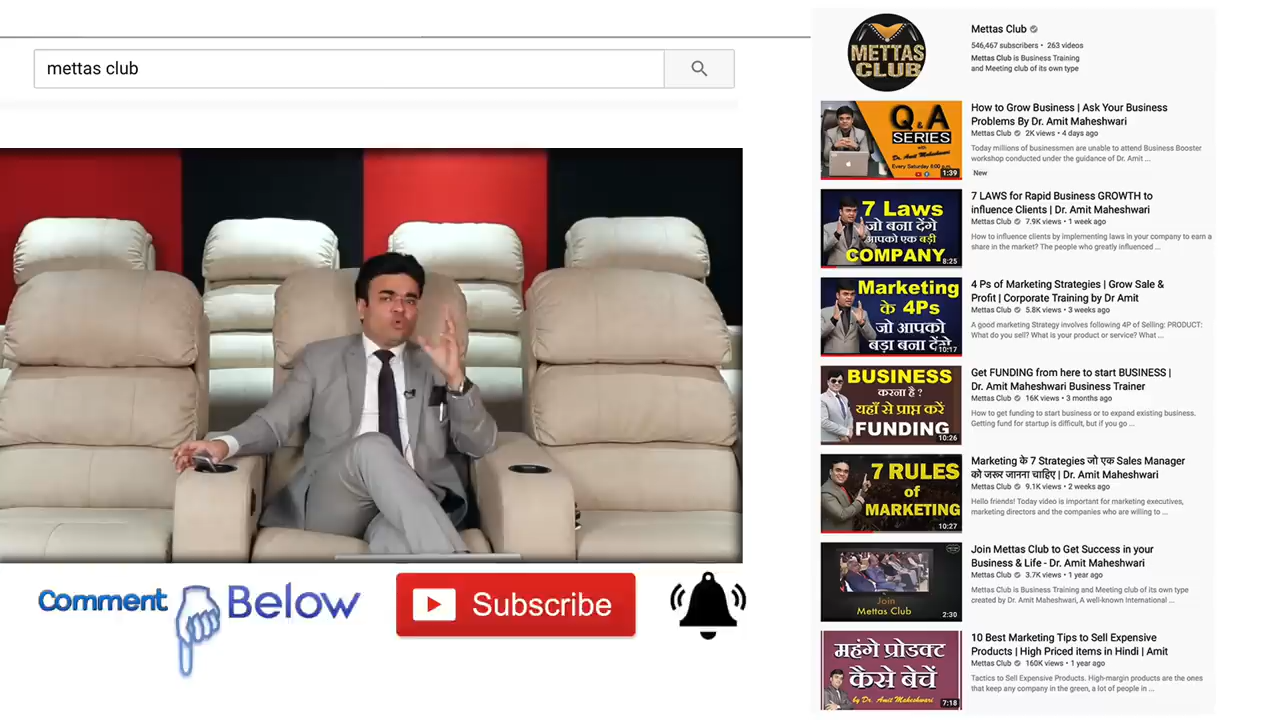 mettas club
Comment Below
Subscribe
METTAS
CLUB
Mettas Club
546,467 subscribers • 263 videos
Mettas Club is Business Training
and Meeting club of its own type
Q & A
SERIES
with
Dr. Amit Maheshwari
Every Saturday 6:00 p.m
1:39
How to Grow Business | Ask Your Business
Problems By Dr. Amit Maheshwari
Mettas Club 2K views • 4 days ago
Today millions of businessmen are unable to attend Business Booster
workshop conducted under the guidance of Dr. Amit ...
New
7 Laws
जो बना देंगे
आपको एक बड़ी
COMPANY
8:25
7 LAWS for Rapid Business GROWTH to
influence Clients | Dr. Amit Maheshwari
Mettas Club 7.9K views • 1 week ago
How to influence clients by implementing laws in your company to earn a
share in the market? The people who greatly influenced ...
Marketing
के 4Ps
जो आपको
बड़ा बना देंगे
10:17
4 Ps of Marketing Strategies | Grow Sale &
Profit | Corporate Training by Dr Amit
Mettas Club 5.8K views • 3 weeks ago
A good marketing Strategy involves following 4P of Selling: PRODUCT:
What do you sell? What is your product or service? What ...
BUSINESS
करना है ?
यहाँ से प्राप्त करें
FUNDING
10:26
Get FUNDING from here to start BUSINESS |
Dr. Amit Maheshwari Business Trainer
Mettas Club 16K views • 3 months ago
How to get funding to start business or to expand existing business.
Getting fund for startup is difficult, but if you go ...
7 RULES
of
MARKETING
10:27
Marketing के 7 Strategies जो एक Sales Manager
को जरूर जानना चाहिए | Dr. Amit Maheshwari
Mettas Club 9.1K views • 2 weeks ago
Hello friends! Today video is important for marketing executives,
marketing directors and the companies who are willing to ...
Join
Mettas Club
2:30
Join Mettas Club to Get Success in your
Business & Life - Dr. Amit Maheshwari
Mettas Club 3.7K views • 1 year ago
Mettas Club is Business Training and Meeting club of its own type
created by Dr. Amit Maheshwari, A well-known International ...
महंगे प्रोडक्ट
कैसे बेचें
by Dr. Amit Maheshwari
7:18
10 Best Marketing Tips to Sell Expensive
Products | High Priced items in Hindi | Amit
Mettas Club 160K views • 1 year ago
Tactics to Sell Expensive Products. High-margin products are the ones
that keep any company in the green, a lot of people in ...